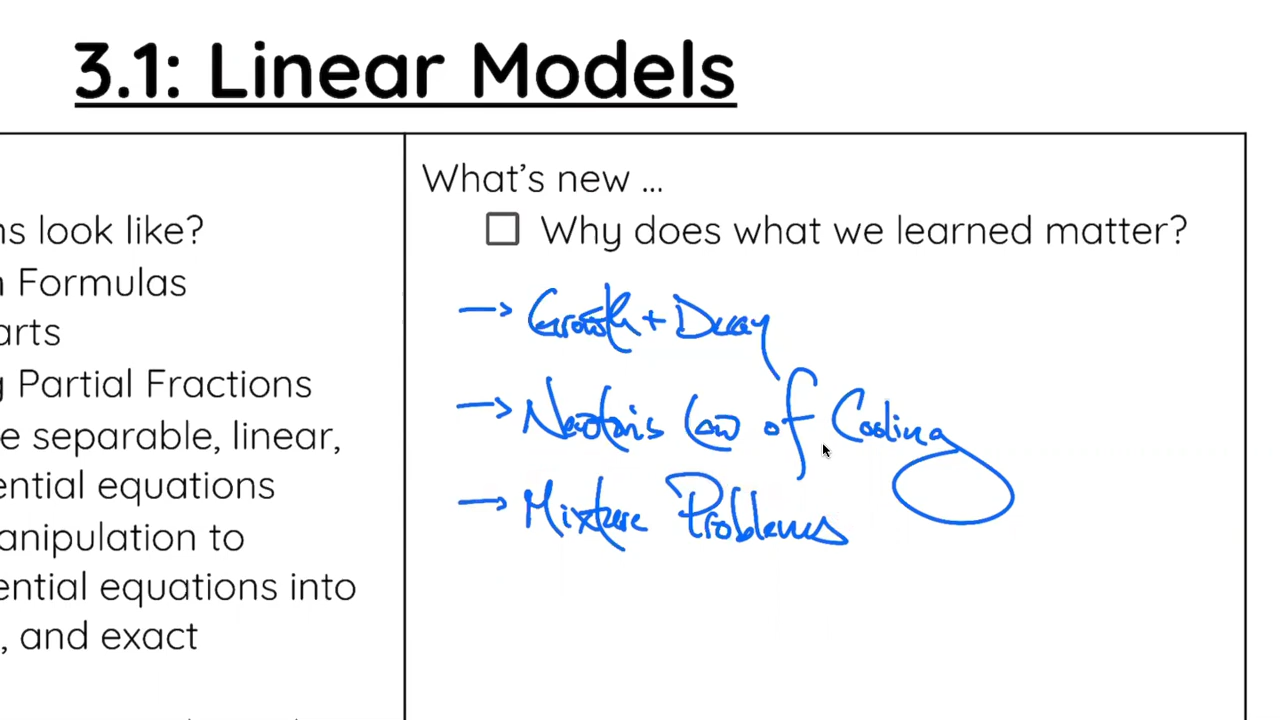 3.1: Linear Models
ns look like?
Formulas
arts
Partial Fractions
e separable, linear,
ential equations
anipulation to
ential equations into
, and exact
What's new ...
Why does what we learned matter?
→ Growth + Decay
→ Newton's Law of Cooling
→ Mixture Problems